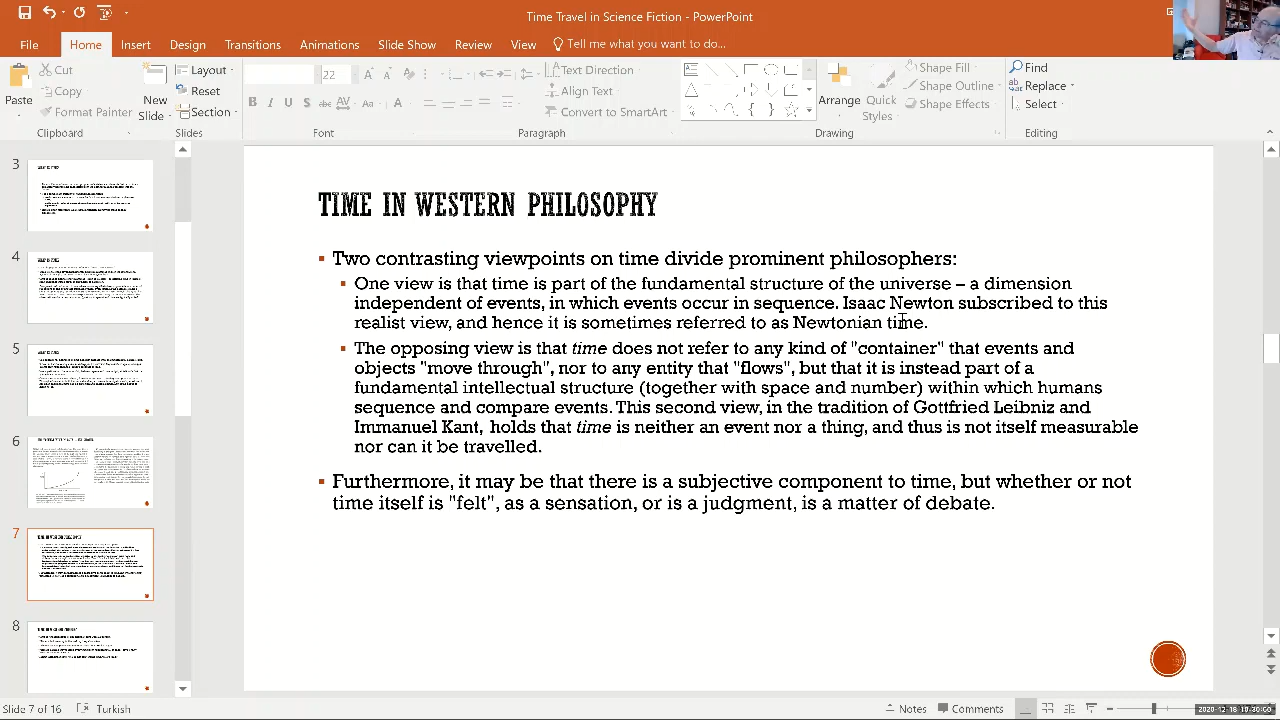 Time Travel in Science Fiction - PowerPoint
File Home Insert Design Transitions Animations Slide Show Review View Tell me what you want to do...
Paste
Cut
Copy
Format Painter
Clipboard
New
Slide
Layout
Reset
Section
Slides
22
B I U S abc AV Aa A
Font
Text Direction
Align Text
Convert to SmartArt
Paragraph
Arrange
Quick
Styles
Shape Fill
Shape Outline
Shape Effects
Drawing
Find
Replace
Select
Editing
3
4
5
6
7
8
TIME IN WESTERN PHILOSOPHY
Two contrasting viewpoints on time divide prominent philosophers:
One view is that time is part of the fundamental structure of the universe – a dimension
independent of events, in which events occur in sequence. Isaac Newton subscribed to this
realist view, and hence it is sometimes referred to as Newtonian time.
The opposing view is that time does not refer to any kind of "container" that events and
objects "move through", nor to any entity that "flows", but that it is instead part of a
fundamental intellectual structure (together with space and number) within which humans
sequence and compare events. This second view, in the tradition of Gottfried Leibniz and
Immanuel Kant, holds that time is neither an event nor a thing, and thus is not itself measurable
nor can it be travelled.
Furthermore, it may be that there is a subjective component to time, but whether or not
time itself is "felt", as a sensation, or is a judgment, is a matter of debate.
Slide 7 of 16 Turkish Notes Comments